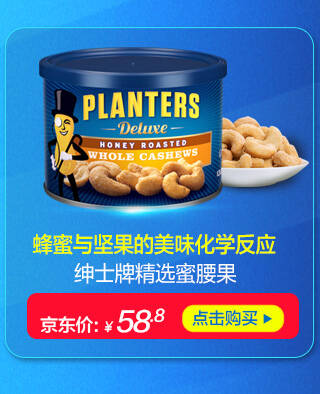 PLANTERS
Deluxe
HONEY ROASTED
WHOLE CASHEWS
蜂蜜与坚果的美味化学反应
绅士牌精选蜜腰果
京东价: ¥58.8 点击购买